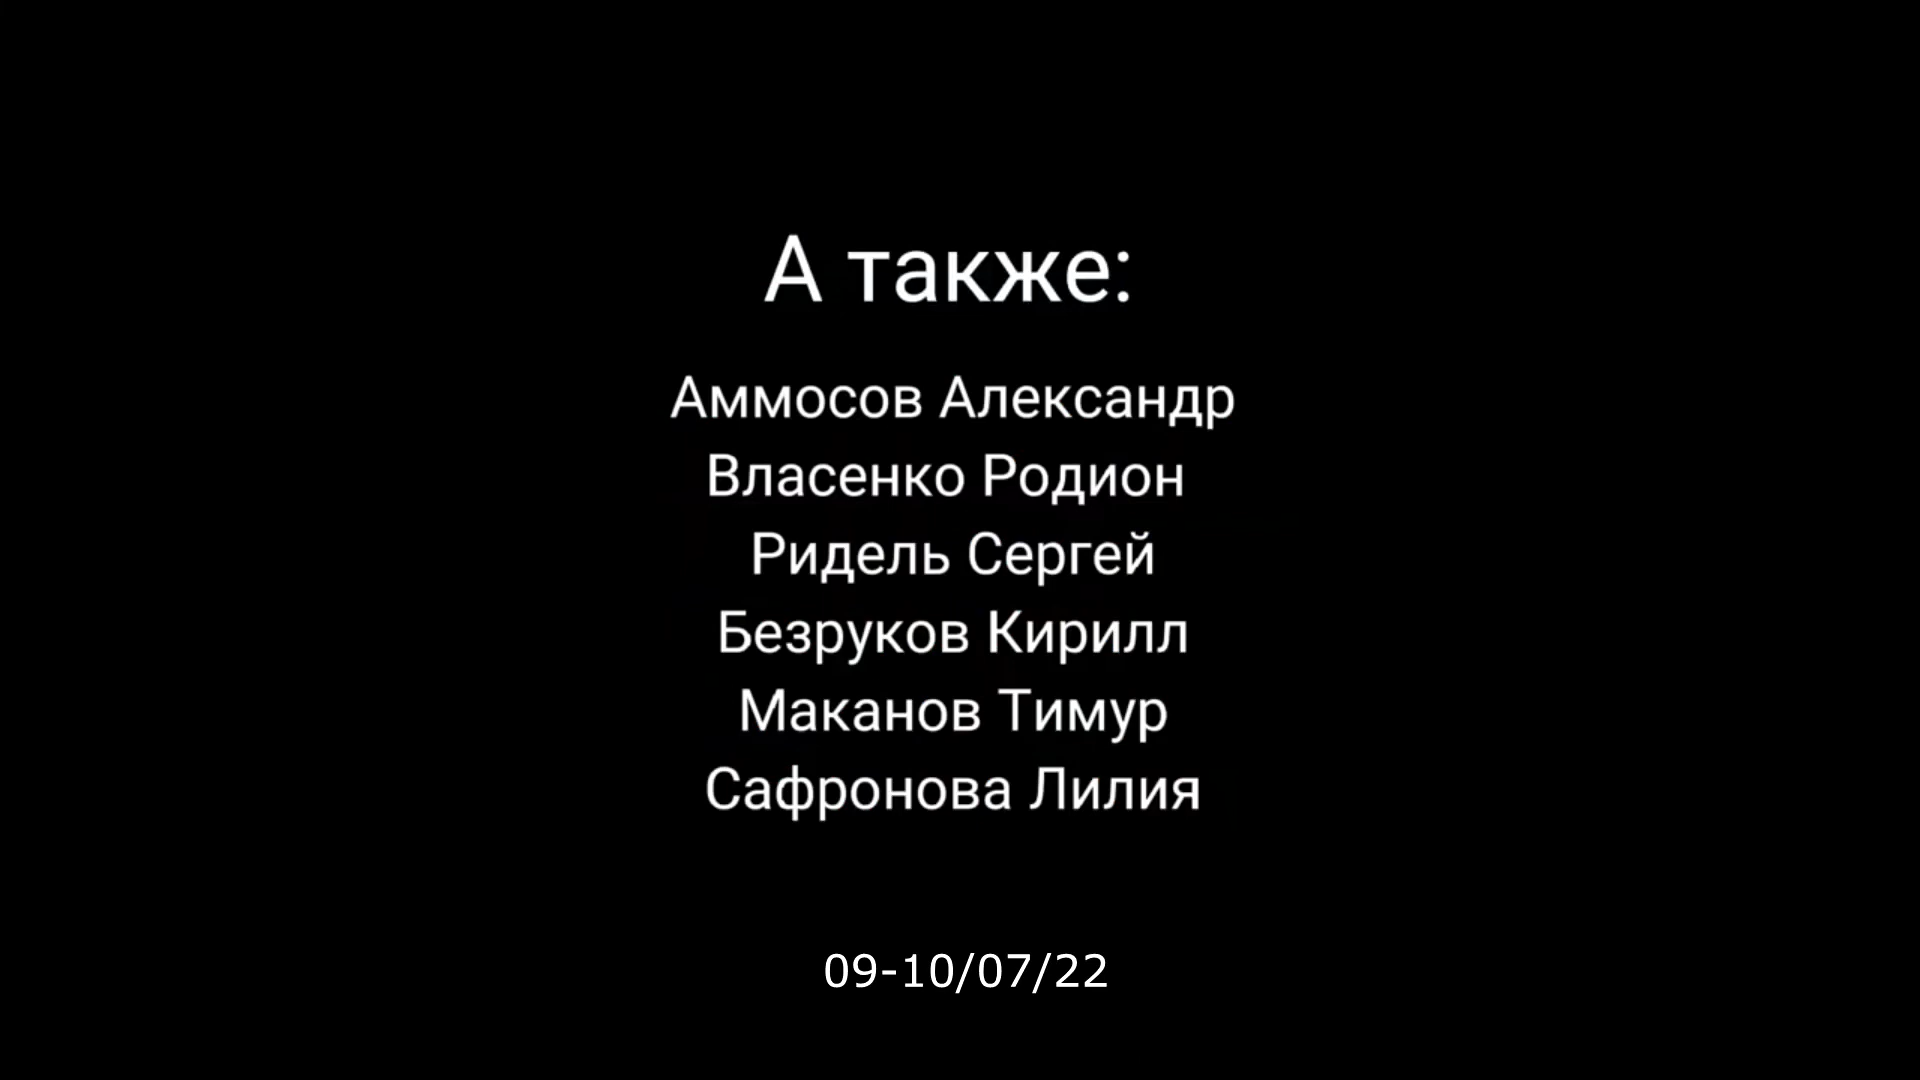 А также:
Аммосов Александр
Власенко Родион
Ридель Сергей
Безруков Кирилл
Маканов Тимур
Сафронова Лилия
09-10/07/22